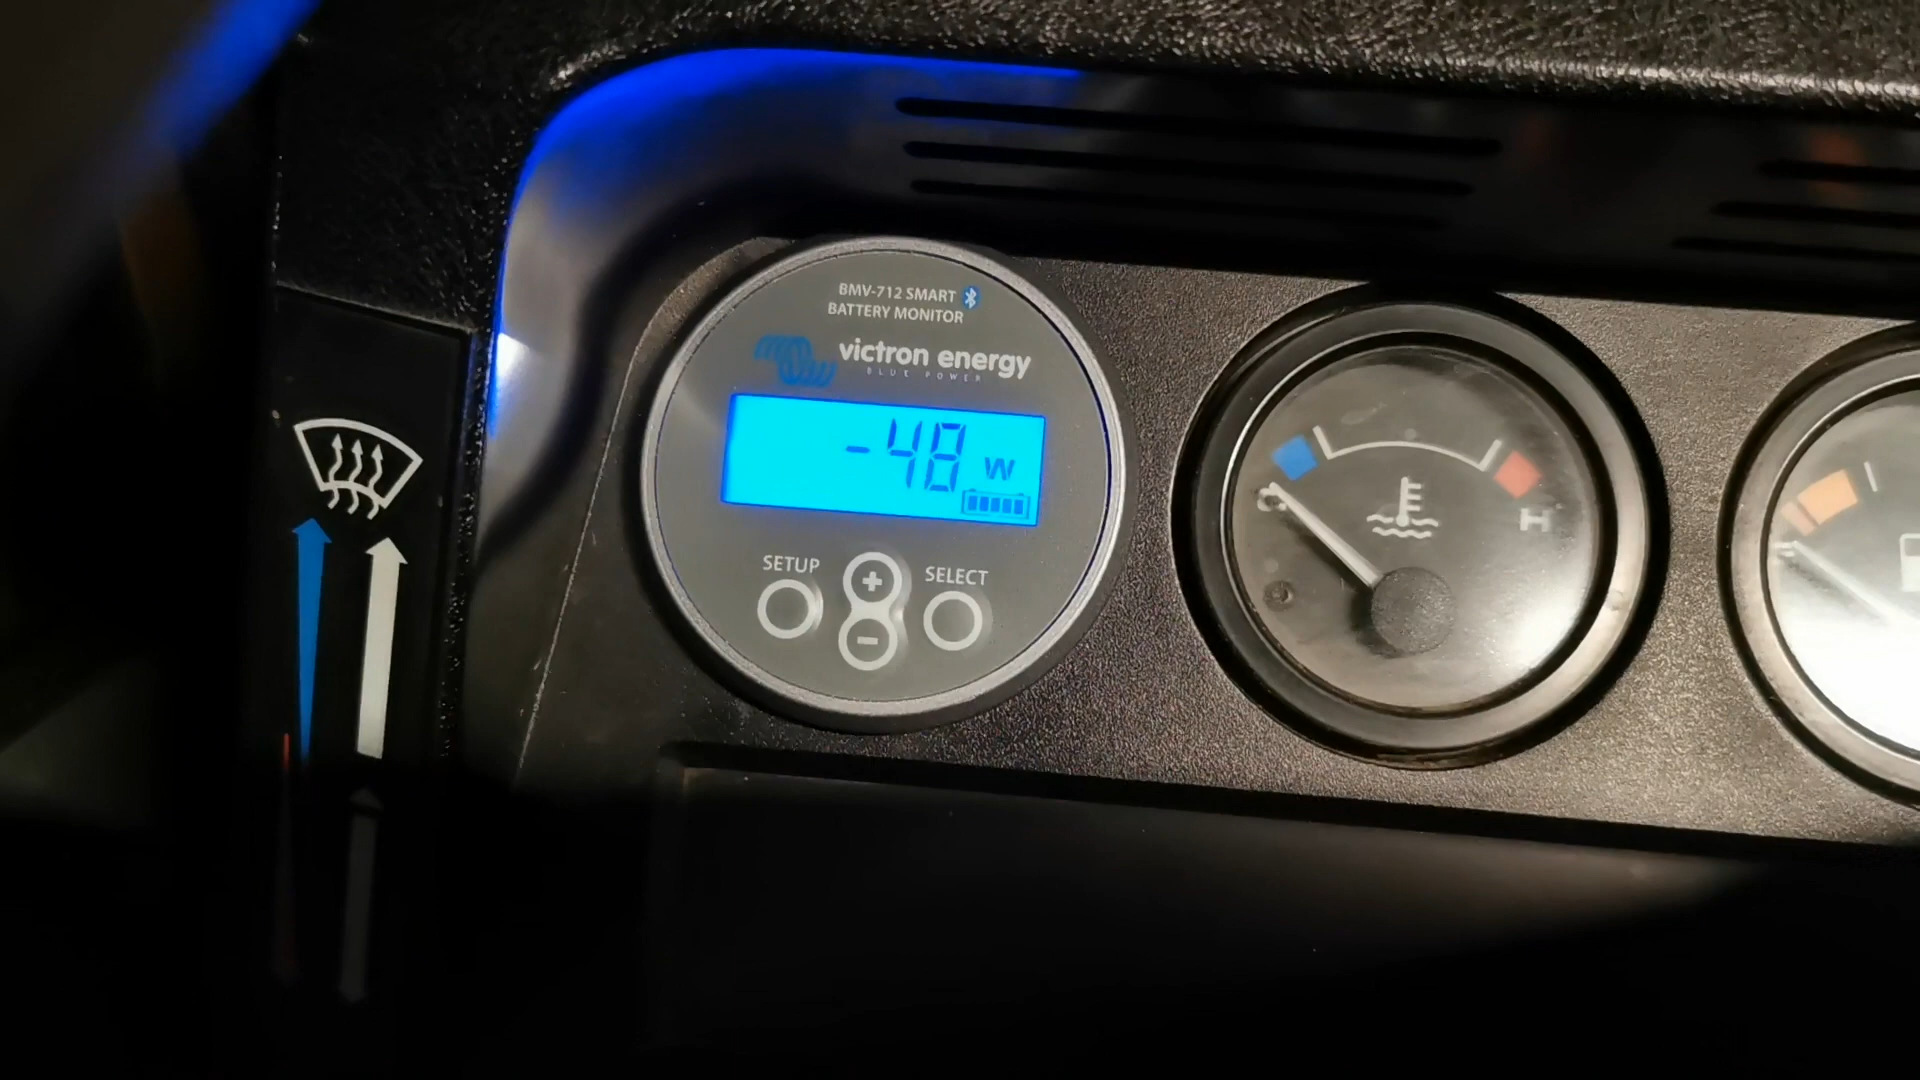 BMV-712 SMART
BATTERY MONITOR
victron energy
BLUE POWER
-48 W
SETUP
+
SELECT
-
C
H